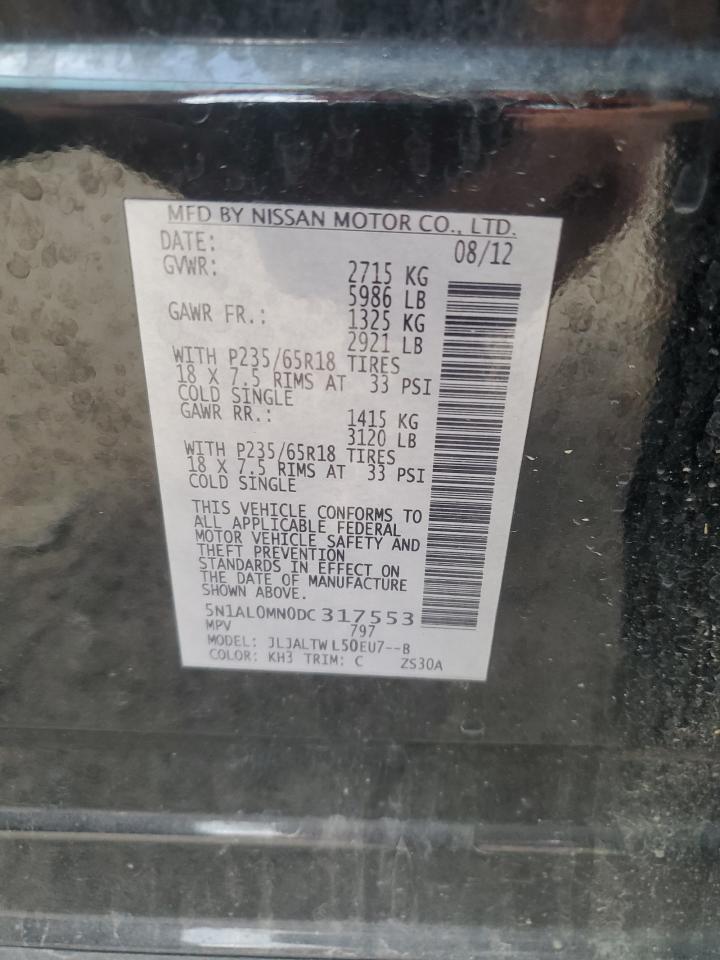 MFD BY NISSAN MOTOR CO., LTD.
DATE: 08/12
GVWR: 2715 KG
5986 LB
GAWR FR.: 1325 KG
2921 LB
WITH P235/65R18 TIRES
18 X 7.5 RIMS AT 33 PSI
COLD SINGLE
GAWR RR.: 1415 KG
3120 LB
WITH P235/65R18 TIRES
18 X 7.5 RIMS AT 33 PSI
COLD SINGLE
THIS VEHICLE CONFORMS TO
ALL APPLICABLE FEDERAL
MOTOR VEHICLE SAFETY AND
THEFT PREVENTION
STANDARDS IN EFFECT ON
THE DATE OF MANUFACTURE
SHOWN ABOVE.
5N1AL0MN0DC 317553
MPV 797
MODEL: JLJALTW L50EU7--B
COLOR: KH3 TRIM: C ZS30A